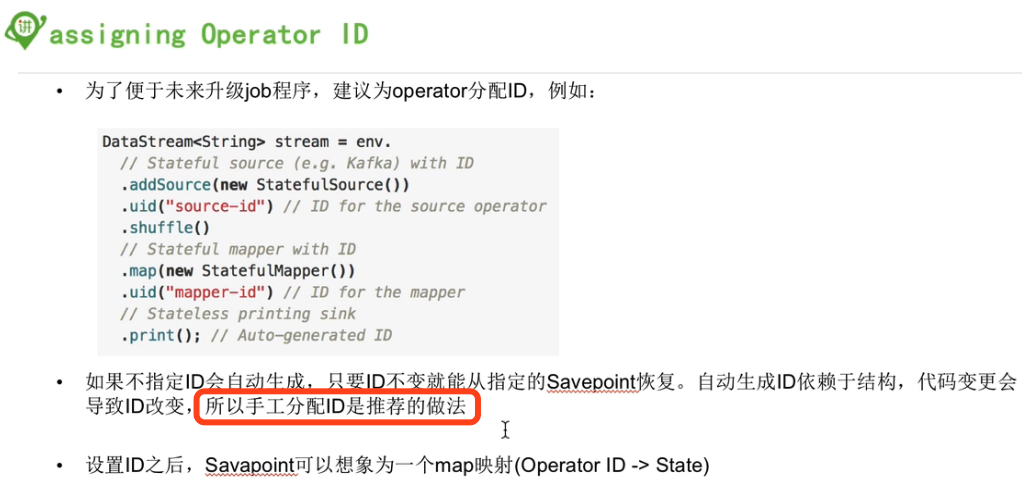 讲
assigning Operator ID
• 为了便于未来升级job程序，建议为operator分配ID，例如：
DataStream<String> stream = env.
// Stateful source (e.g. Kafka) with ID
.addSource(new StatefulSource())
.uid("source-id") // ID for the source operator
.shuffle()
// Stateful mapper with ID
.map(new StatefulMapper())
.uid("mapper-id") // ID for the mapper
// Stateless printing sink
.print(); // Auto-generated ID
• 如果不指定ID会自动生成，只要ID不变就能从指定的Savepoint恢复。自动生成ID依赖于结构，代码变更会
导致ID改变，所以手工分配ID是推荐的做法
• 设置ID之后，Savapoint可以想象为一个map映射(Operator ID -> State)